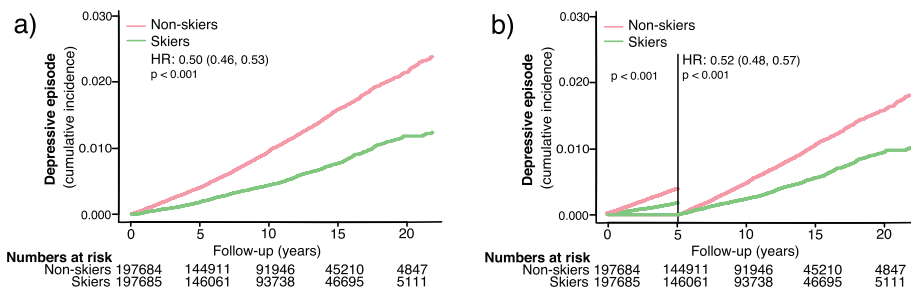 a)
Depressive episode
(cumulative incidence)
0.030
0.020
0.010
0.000
Non-skiers
Skiers
HR: 0.50 (0.46, 0.53)
p < 0.001
0 5 10 15 20
Follow-up (years)
Numbers at risk
Non-skiers 197684 144911 91946 45210 4847
Skiers 197685 146061 93738 46695 5111
b)
Depressive episode
(cumulative incidence)
0.030
0.020
0.010
0.000
Non-skiers
Skiers
HR: 0.52 (0.48, 0.57)
p < 0.001 p < 0.001
0 5 10 15 20
Follow-up (years)
Numbers at risk
Non-skiers 197684 144911 91946 45210 4847
Skiers 197685 146061 93738 46695 5111